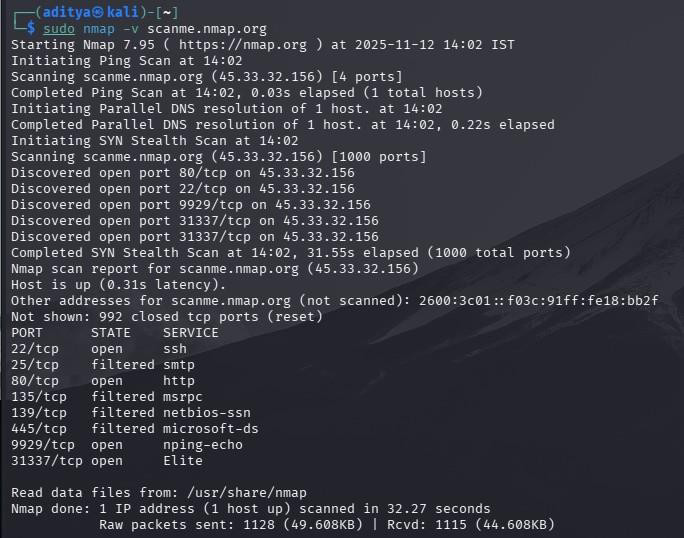 ┌──(aditya㉿kali)-[~]
└─$ sudo nmap -v scanme.nmap.org
Starting Nmap 7.95 ( https://nmap.org ) at 2025-11-12 14:02 IST
Initiating Ping Scan at 14:02
Scanning scanme.nmap.org (45.33.32.156) [4 ports]
Completed Ping Scan at 14:02, 0.03s elapsed (1 total hosts)
Initiating Parallel DNS resolution of 1 host. at 14:02
Completed Parallel DNS resolution of 1 host. at 14:02, 0.22s elapsed
Initiating SYN Stealth Scan at 14:02
Scanning scanme.nmap.org (45.33.32.156) [1000 ports]
Discovered open port 80/tcp on 45.33.32.156
Discovered open port 22/tcp on 45.33.32.156
Discovered open port 9929/tcp on 45.33.32.156
Discovered open port 31337/tcp on 45.33.32.156
Discovered open port 31337/tcp on 45.33.32.156
Completed SYN Stealth Scan at 14:02, 31.55s elapsed (1000 total ports)
Nmap scan report for scanme.nmap.org (45.33.32.156)
Host is up (0.31s latency).
Other addresses for scanme.nmap.org (not scanned): 2600:3c01::f03c:91ff:fe18:bb2f
Not shown: 992 closed tcp ports (reset)
PORT      STATE    SERVICE
22/tcp    open     ssh
25/tcp    filtered smtp
80/tcp    open     http
135/tcp   filtered msrpc
139/tcp   filtered netbios-ssn
445/tcp   filtered microsoft-ds
9929/tcp  open     nping-echo
31337/tcp open     Elite

Read data files from: /usr/share/nmap
Nmap done: 1 IP address (1 host up) scanned in 32.27 seconds
           Raw packets sent: 1128 (49.608KB) | Rcvd: 1115 (44.608KB)